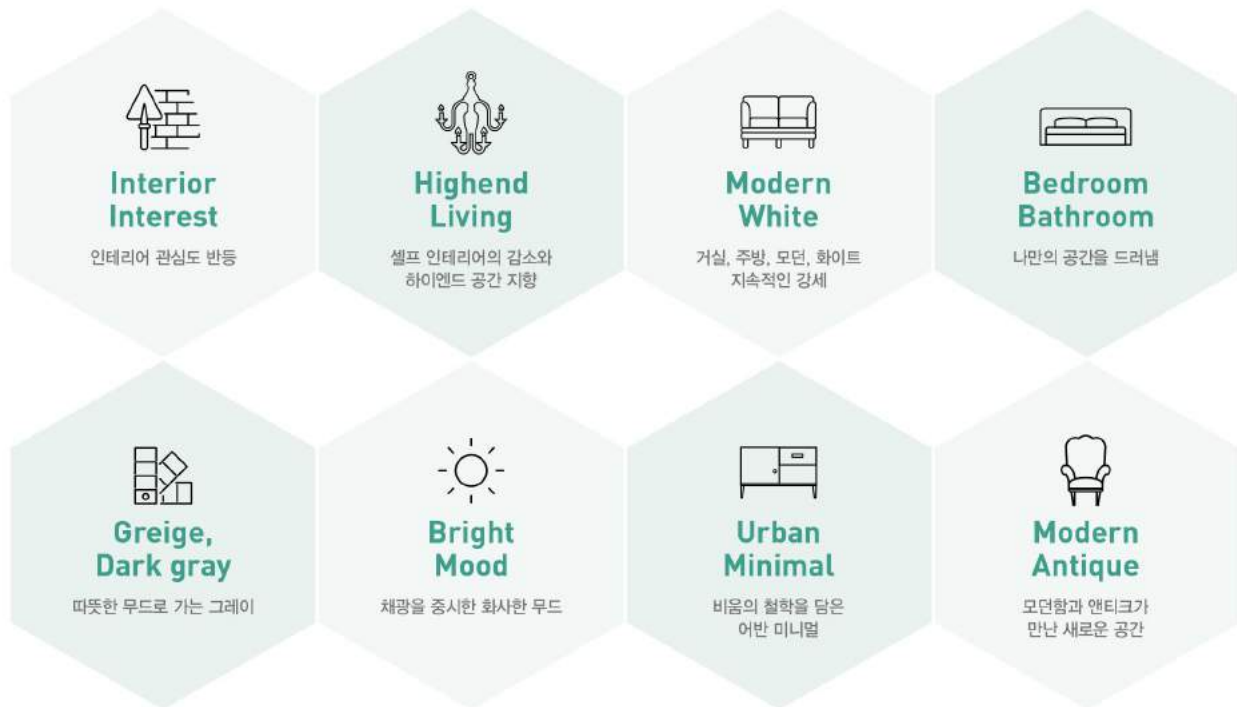 Interior
Interest
인테리어 관심도 반등
Highend
Living
셀프 인테리어의 감소와
하이엔드 공간 지향
Modern
White
거실, 주방, 모던, 화이트
지속적인 강세
Bedroom
Bathroom
나만의 공간을 드러냄
Greige,
Dark gray
따뜻한 무드로 가는 그레이
Bright
Mood
채광을 중시한 화사한 무드
Urban
Minimal
비움의 철학을 담은
어반 미니멀
Modern
Antique
모던함과 앤티크가
만난 새로운 공간